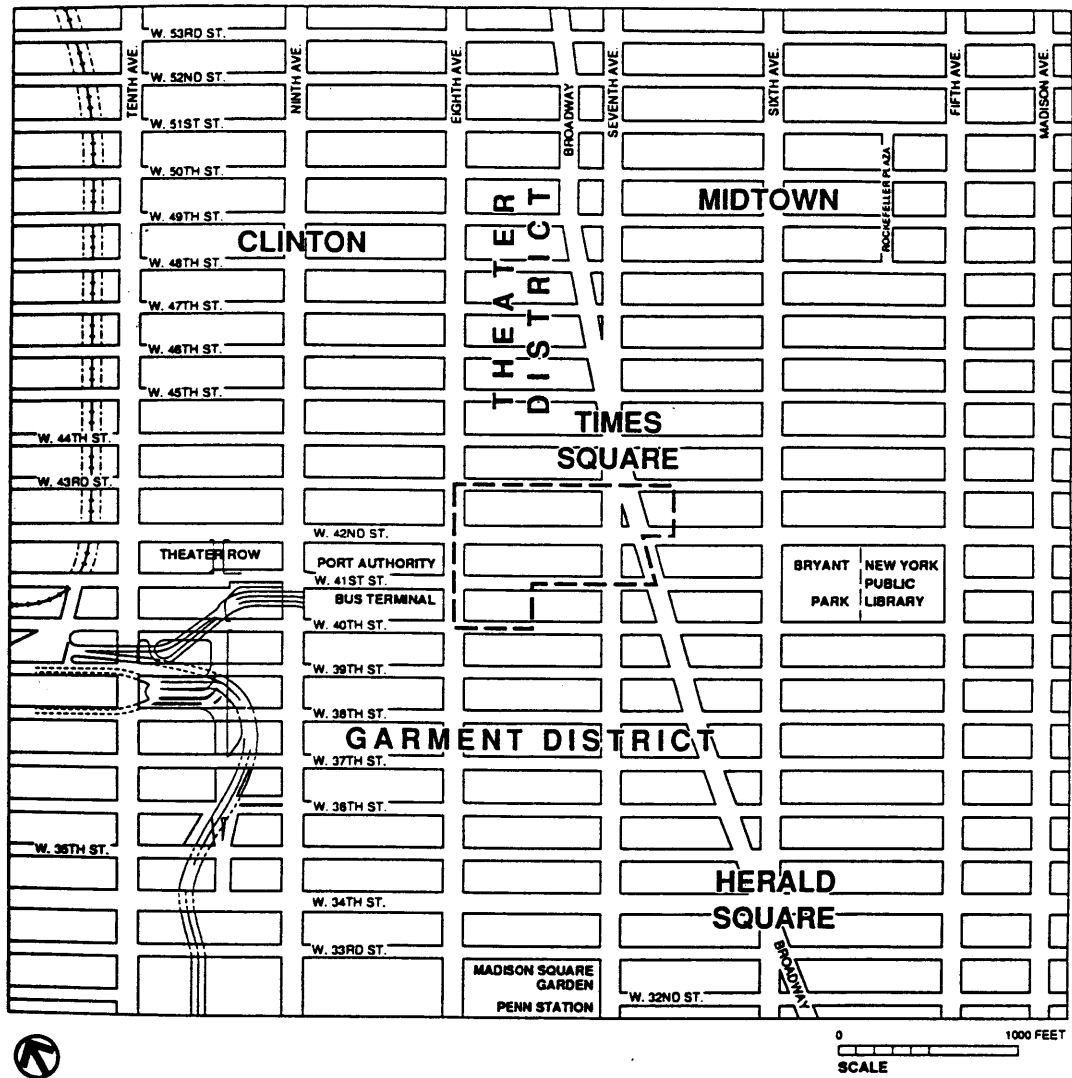 W. 53RD ST.
W. 52ND ST.
W. 51ST ST.
W. 50TH ST.
W. 49TH ST.
W. 48TH ST.
W. 47TH ST.
W. 46TH ST.
W. 45TH ST.
W. 44TH ST.
W. 43RD ST.
W. 42ND ST.
W. 41ST ST.
W. 40TH ST.
W. 39TH ST.
W. 38TH ST.
W. 37TH ST.
W. 36TH ST.
W. 35TH ST.
W. 34TH ST.
W. 33RD ST.
W. 32ND ST.
TENTH AVE.
NINTH AVE.
EIGHTH AVE.
BROADWAY
SEVENTH AVE.
SIXTH AVE.
FIFTH AVE.
MADISON AVE.
ROCKEFELLER PLAZA
CLINTON
THEATER
DISTRICT
MIDTOWN
TIMES
SQUARE
THEATER ROW
PORT AUTHORITY
BUS TERMINAL
BRYANT
PARK
NEW YORK
PUBLIC
LIBRARY
GARMENT DISTRICT
HERALD
SQUARE
BROADWAY
MADISON SQUARE
GARDEN
PENN STATION
0 1000 FEET
SCALE